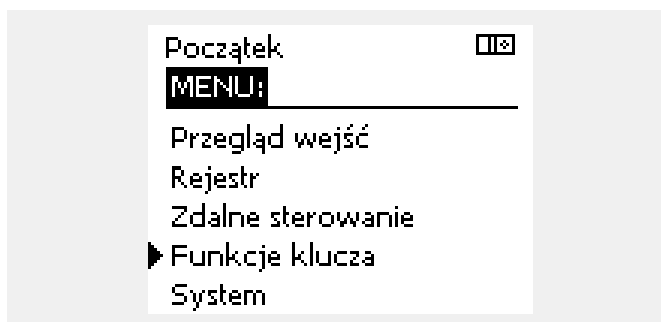 Początek
MENU:
Przegląd wejść
Rejestr
Zdalne sterowanie
Funkcje klucza
System